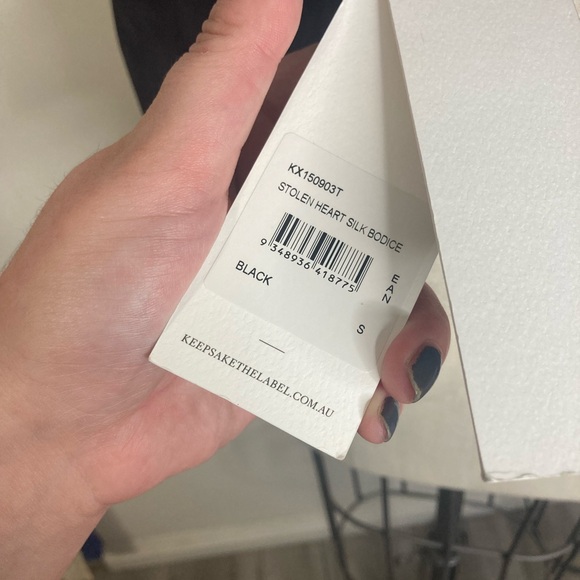 KX150903T
STOLEN HEART SILK BODICE
9 348936 418775
EAN
BLACK
S
KEEPSAKETHELABEL.COM.AU